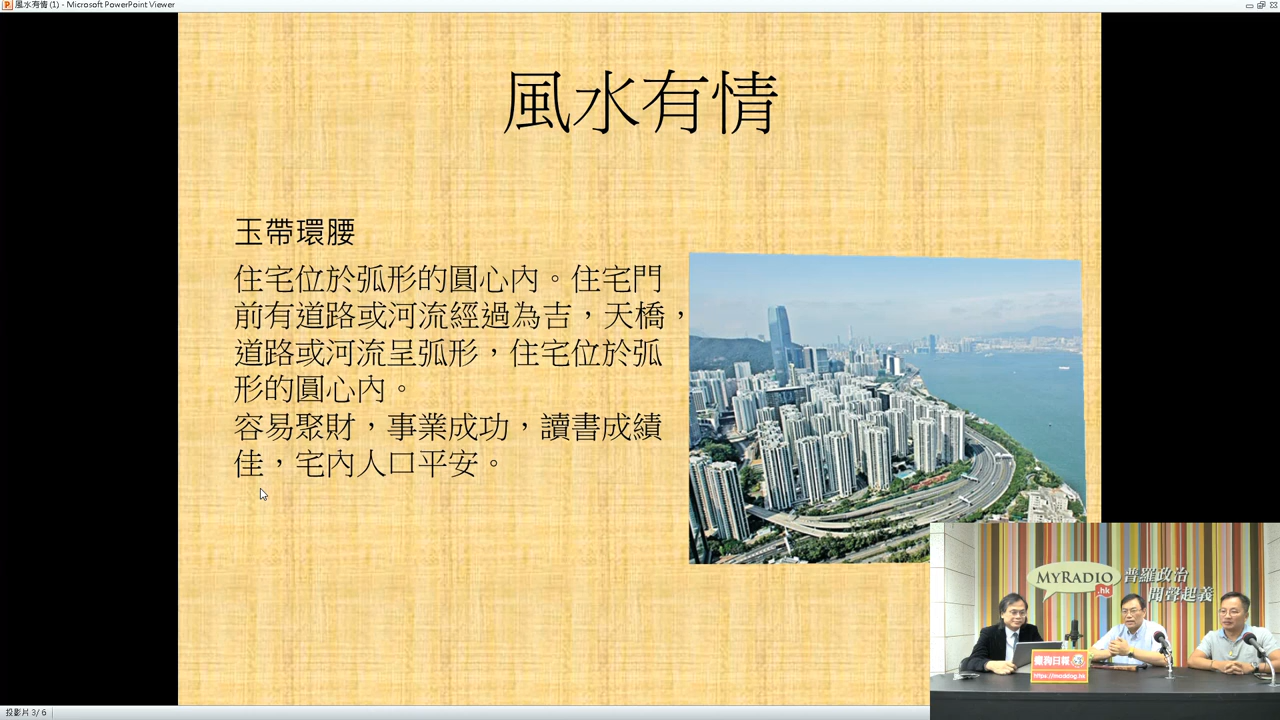 風水有情 (1) - Microsoft PowerPoint Viewer
風水有情
玉帶環腰
住宅位於弧形的圓心內。住宅門
前有道路或河流經過為吉，天橋，
道路或河流呈弧形，住宅位於弧
形的圓心內。
容易聚財，事業成功，讀書成績
佳，宅內人口平安。
MYRADIO
.hk
普羅政治
聞聲起義
癲狗日報
https://maddog.hk
投影片 3/ 6